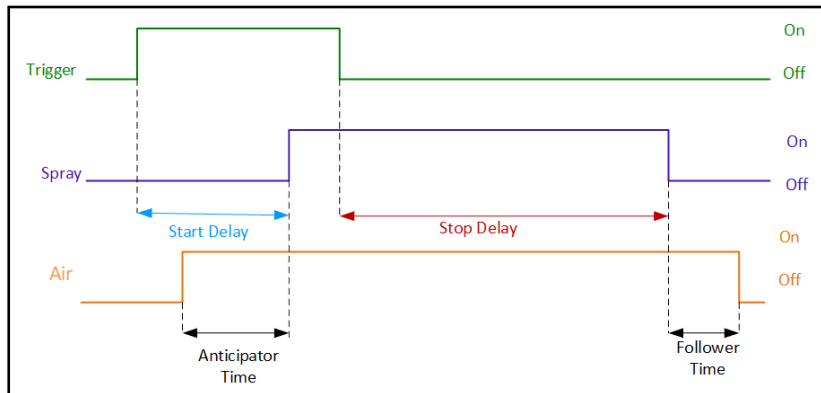 On
Trigger
Off
On
Spray
Off
Start Delay
Stop Delay
On
Air
Off
Anticipator
Time
Follower
Time